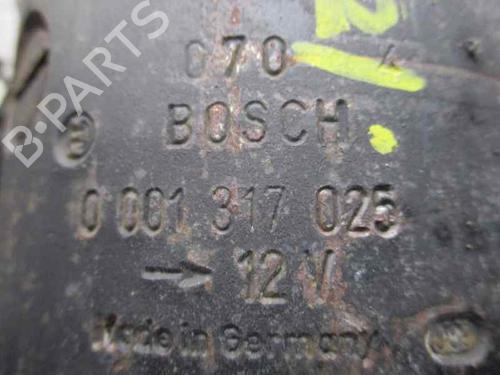 070
BOSCH
0 001 317 025
→ 12 V
Made in Germany
B-PARTS